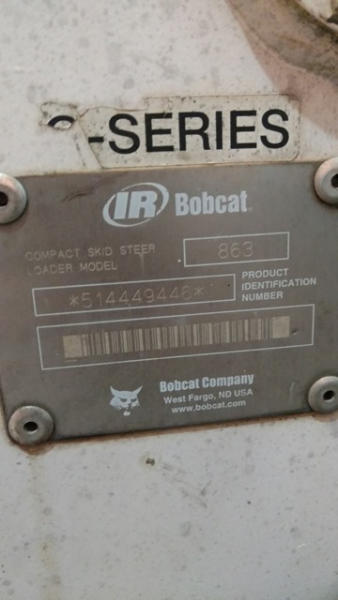 -SERIES
IR Bobcat
COMPACT SKID STEER
LOADER MODEL
863
*514449446*
PRODUCT
IDENTIFICATION
NUMBER
Bobcat Company
West Fargo, ND USA
www.bobcat.com